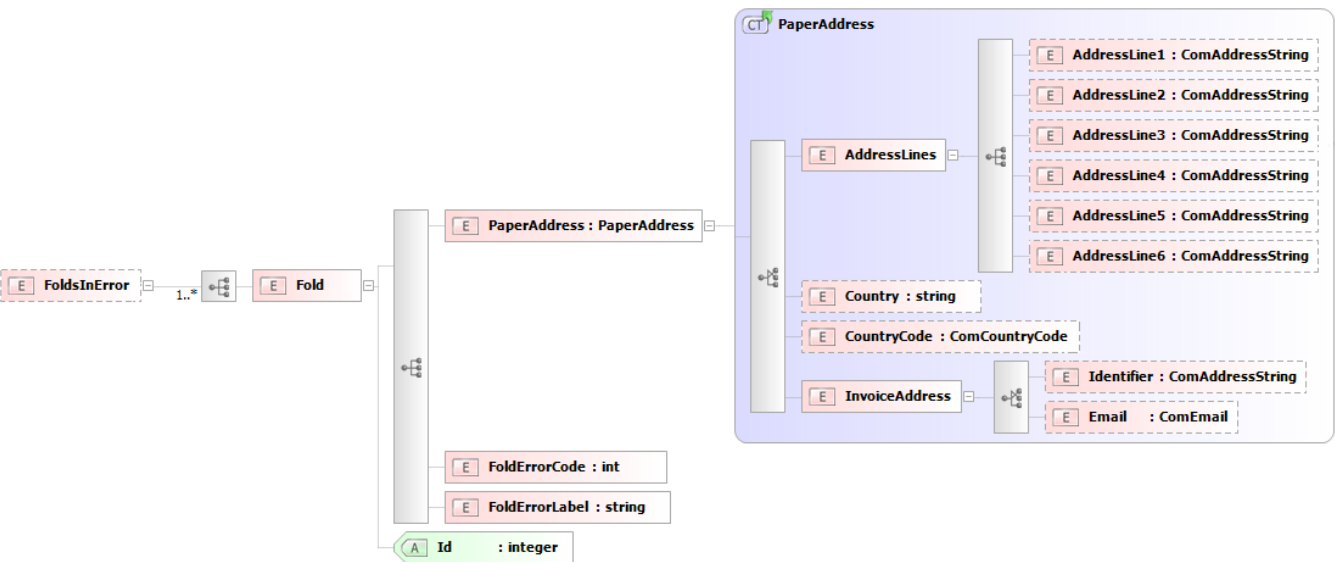 CT PaperAddress
E AddressLine1 : ComAddressString
E AddressLine2 : ComAddressString
E AddressLine3 : ComAddressString
E AddressLines
E AddressLine4 : ComAddressString
E AddressLine5 : ComAddressString
E AddressLine6 : ComAddressString
E PaperAddress : PaperAddress
E FoldsInError
1..*
E Fold
E Country : string
E CountryCode : ComCountryCode
E InvoiceAddress
E Identifier : ComAddressString
E Email : ComEmail
E FoldErrorCode : int
E FoldErrorLabel : string
A Id : integer